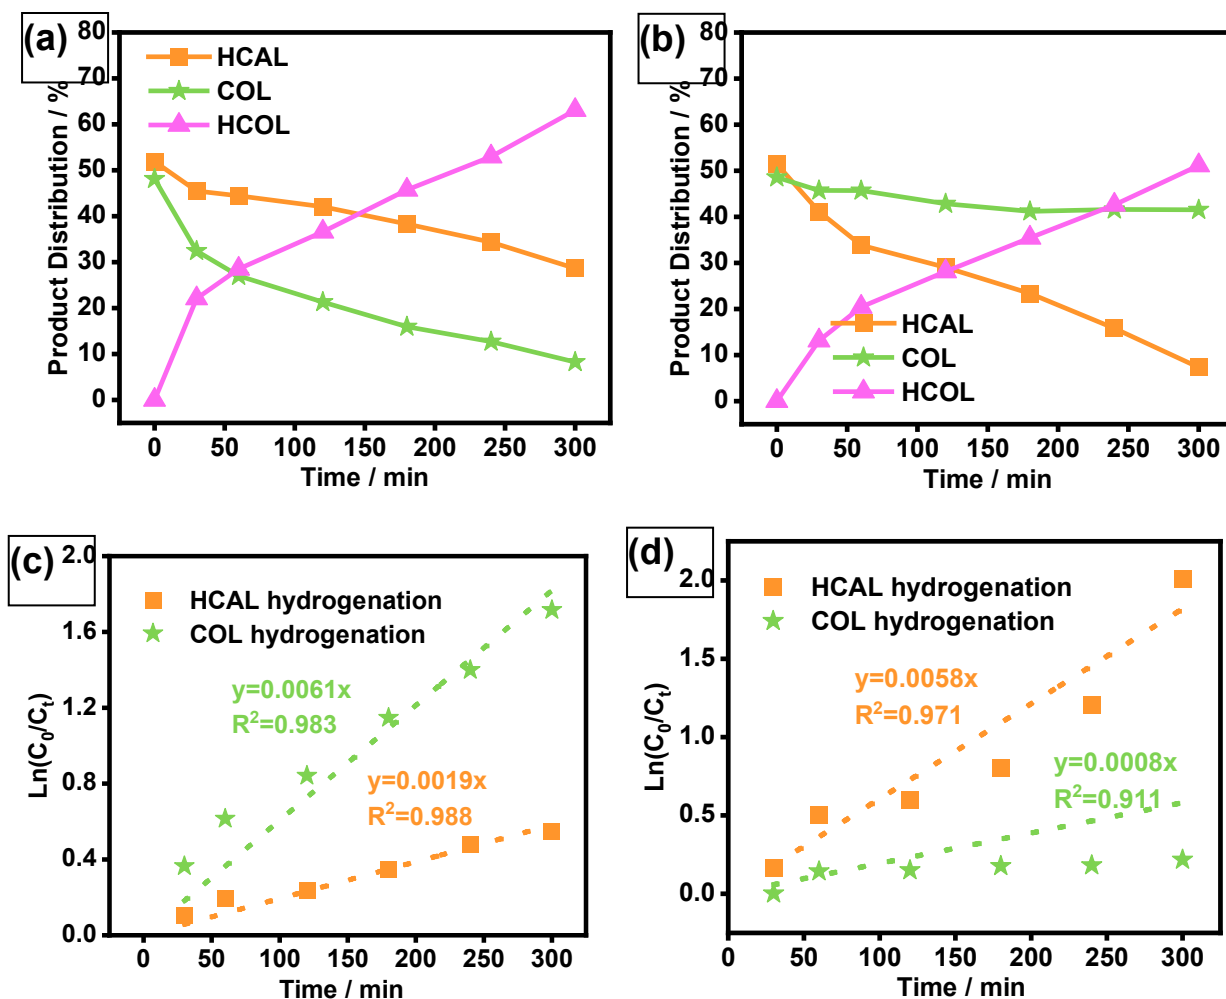 (a)
80
70
60
50
40
30
20
10
0
Product Distribution / %
HCAL
COL
HCOL
0 50 100 150 200 250 300
Time / min
(b)
80
70
60
50
40
30
20
10
0
Product Distribution / %
HCAL
COL
HCOL
0 50 100 150 200 250 300
Time / min
(c)
2.0
1.6
1.2
0.8
0.4
0.0
Ln(C0/Ct)
HCAL hydrogenation
COL hydrogenation
y=0.0061x
R²=0.983
y=0.0019x
R²=0.988
0 50 100 150 200 250 300
Time / min
(d)
2.0
1.5
1.0
0.5
0.0
Ln(C0/Ct)
HCAL hydrogenation
COL hydrogenation
y=0.0058x
R²=0.971
y=0.0008x
R²=0.911
0 50 100 150 200 250 300
Time / min